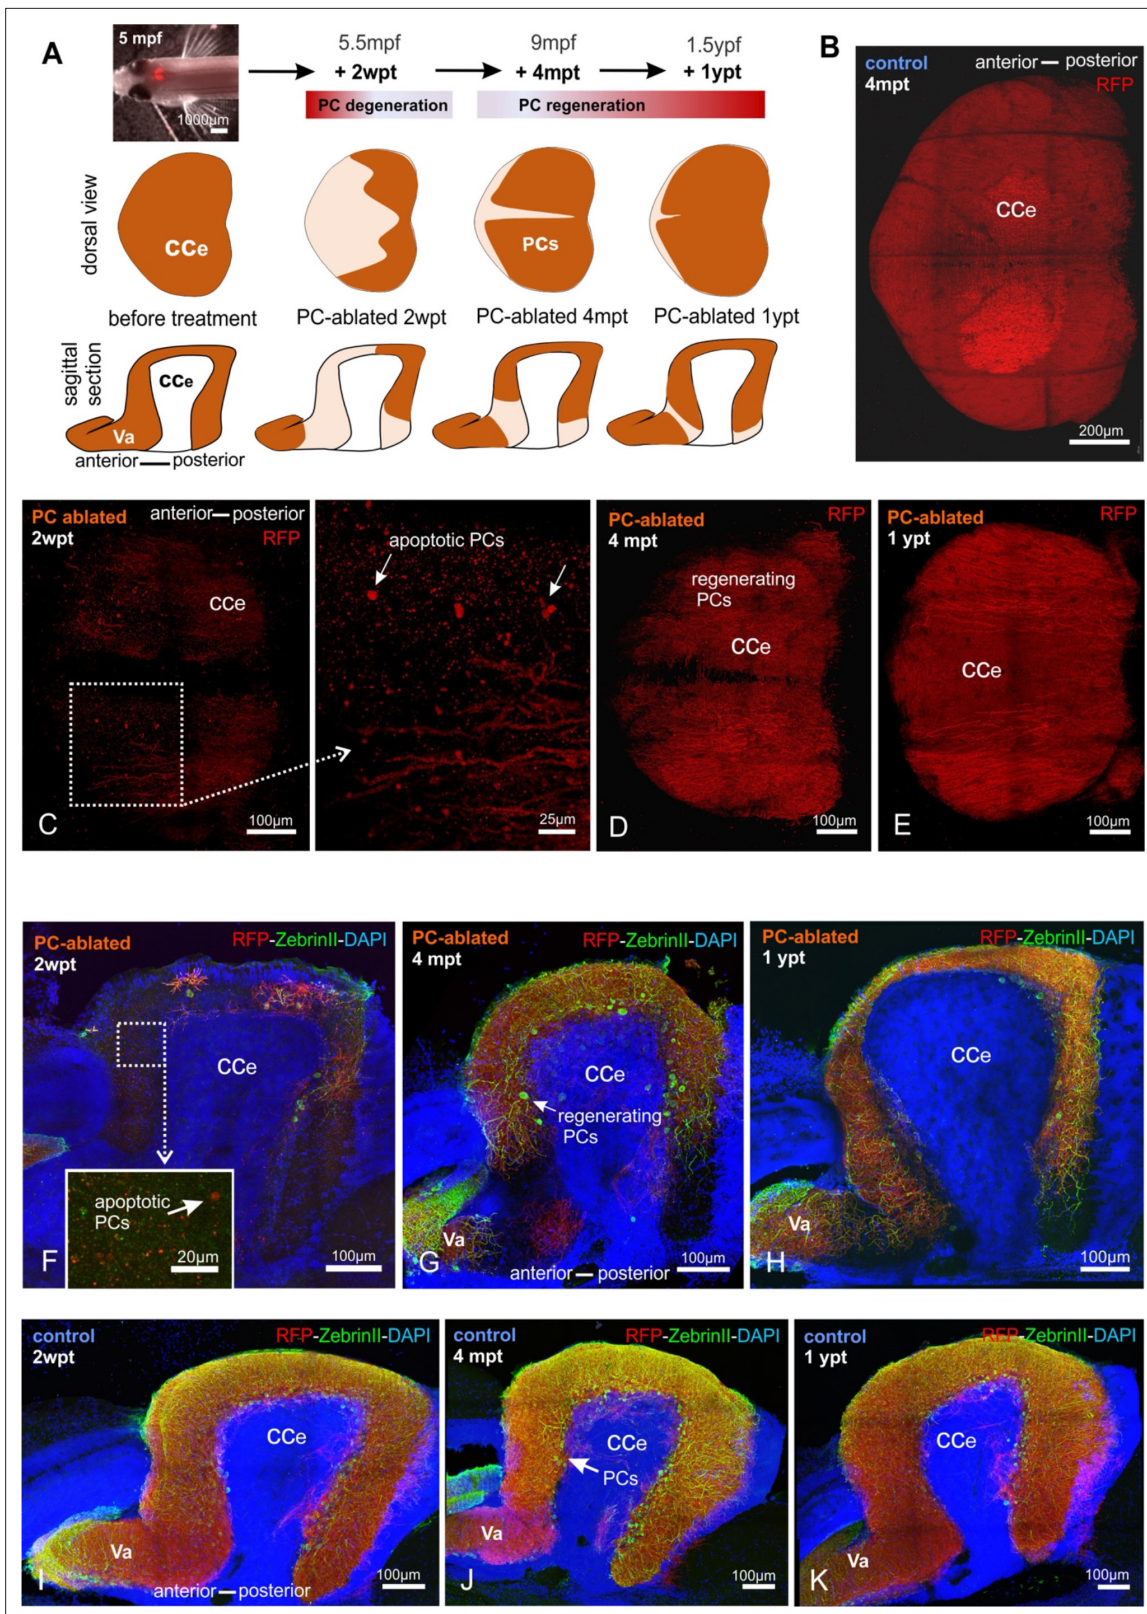 A
5 mpf
1000µm
5.5mpf
+ 2wpt
9mpf
+ 4mpt
1.5ypf
+ 1ypt
PC degeneration
PC regeneration
dorsal view
CCe
PCs
before treatment
PC-ablated 2wpt
PC-ablated 4mpt
PC-ablated 1ypt
sagittal
section
CCe
Va
anterior posterior
B
control
4mpt
anterior posterior
RFP
CCe
200µm
PC ablated
2wpt
anterior posterior
RFP
CCe
C
100µm
apoptotic PCs
25µm
PC-ablated
4 mpt
RFP
regenerating
PCs
CCe
D
100µm
PC-ablated
1 ypt
RFP
CCe
E
100µm
PC-ablated
2wpt
RFP-ZebrinII-DAPI
CCe
apoptotic
PCs
20µm
F
100µm
PC-ablated
4 mpt
RFP-ZebrinII-DAPI
CCe
regenerating
PCs
Va
G
100µm
anterior posterior
PC-ablated
1 ypt
RFP-ZebrinII-DAPI
CCe
Va
H
100µm
control
2wpt
RFP-ZebrinII-DAPI
CCe
Va
I
anterior posterior
100µm
control
4 mpt
RFP-ZebrinII-DAPI
CCe
PCs
Va
J
100µm
control
1 ypt
RFP-ZebrinII-DAPI
CCe
Va
K
100µm